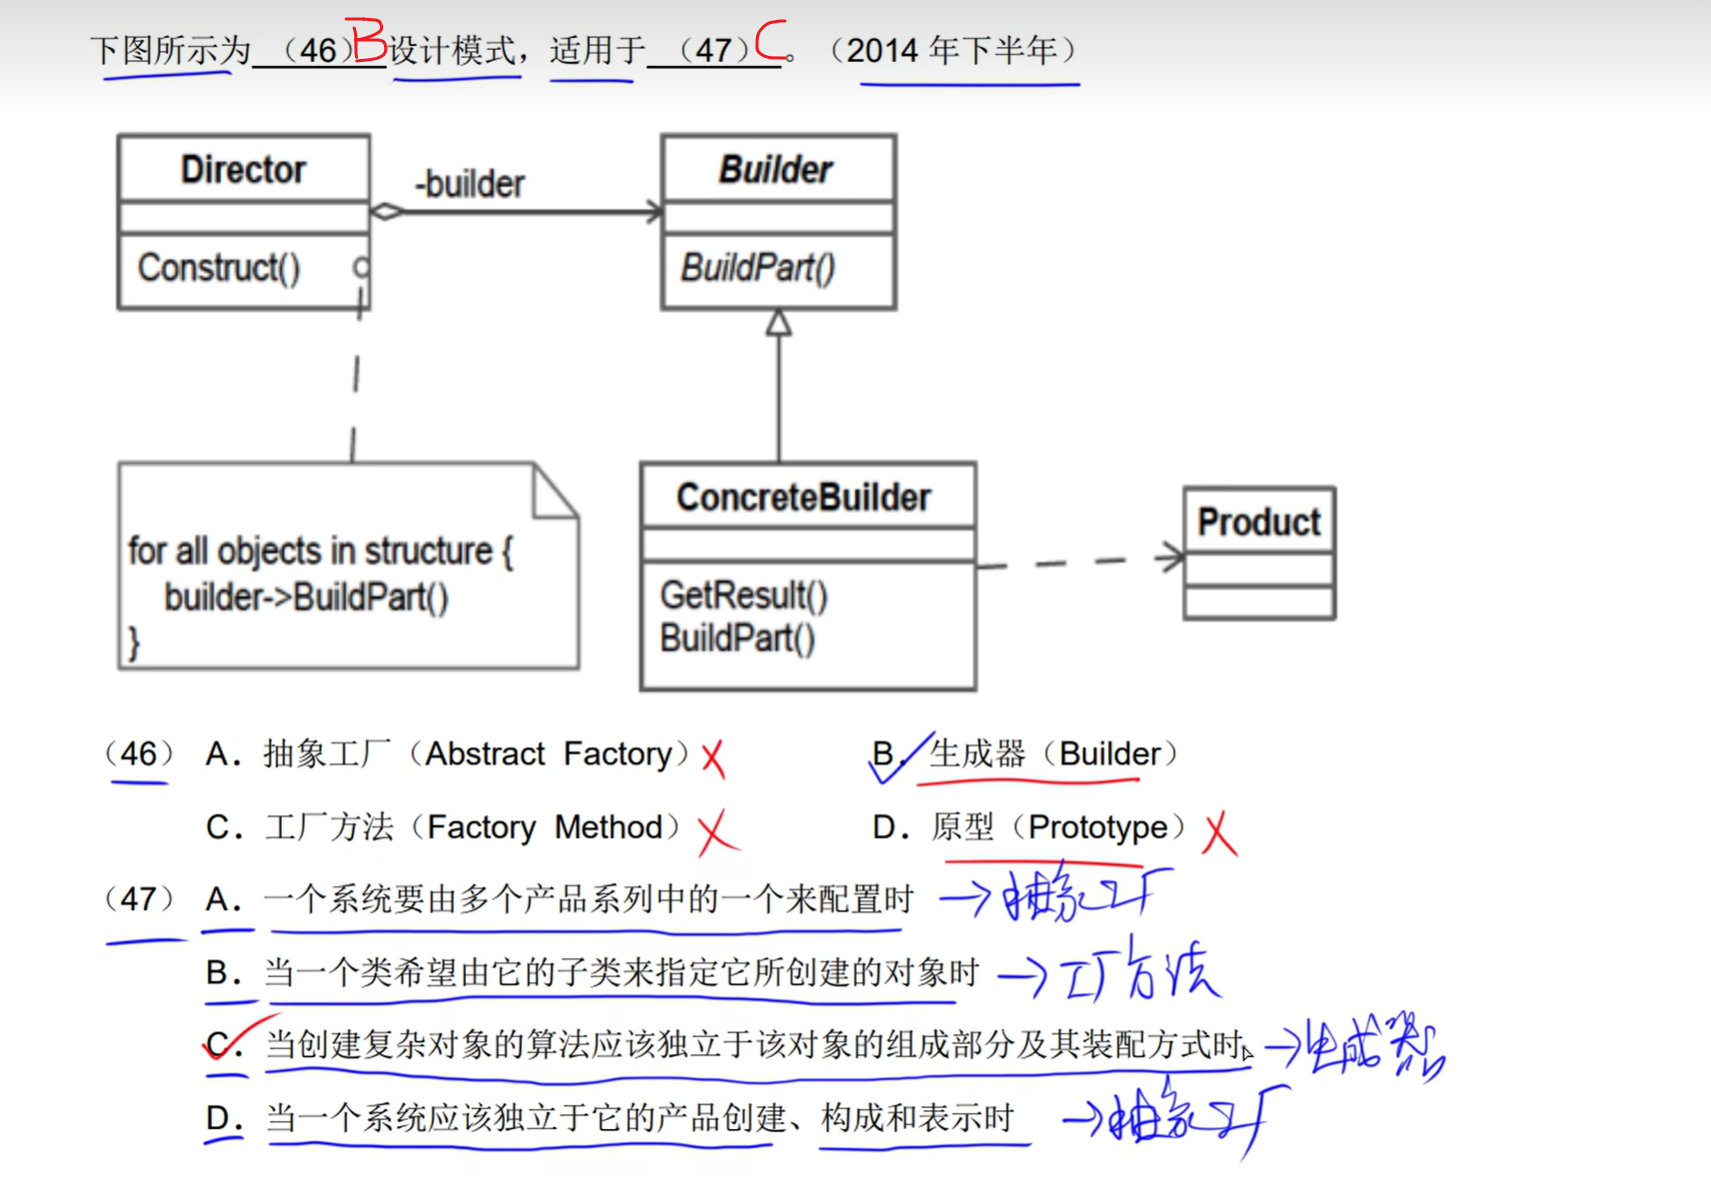 下图所示为 （46）B 设计模式，适用于 （47）C 。（2014 年下半年）
Director
Construct()
-builder
Builder
BuildPart()
for all objects in structure {
builder->BuildPart()
}
ConcreteBuilder
GetResult()
BuildPart()
Product
（46） A．抽象工厂（Abstract Factory）X B．生成器（Builder）
C．工厂方法（Factory Method）X D．原型（Prototype）X
（47） A．一个系统要由多个产品系列中的一个来配置时 →抽象工厂
B．当一个类希望由它的子类来指定它所创建的对象时 →工厂方法
C．当创建复杂对象的算法应该独立于该对象的组成部分及其装配方式时 →生成器
D．当一个系统应该独立于它的产品创建、构成和表示时 →抽象工厂